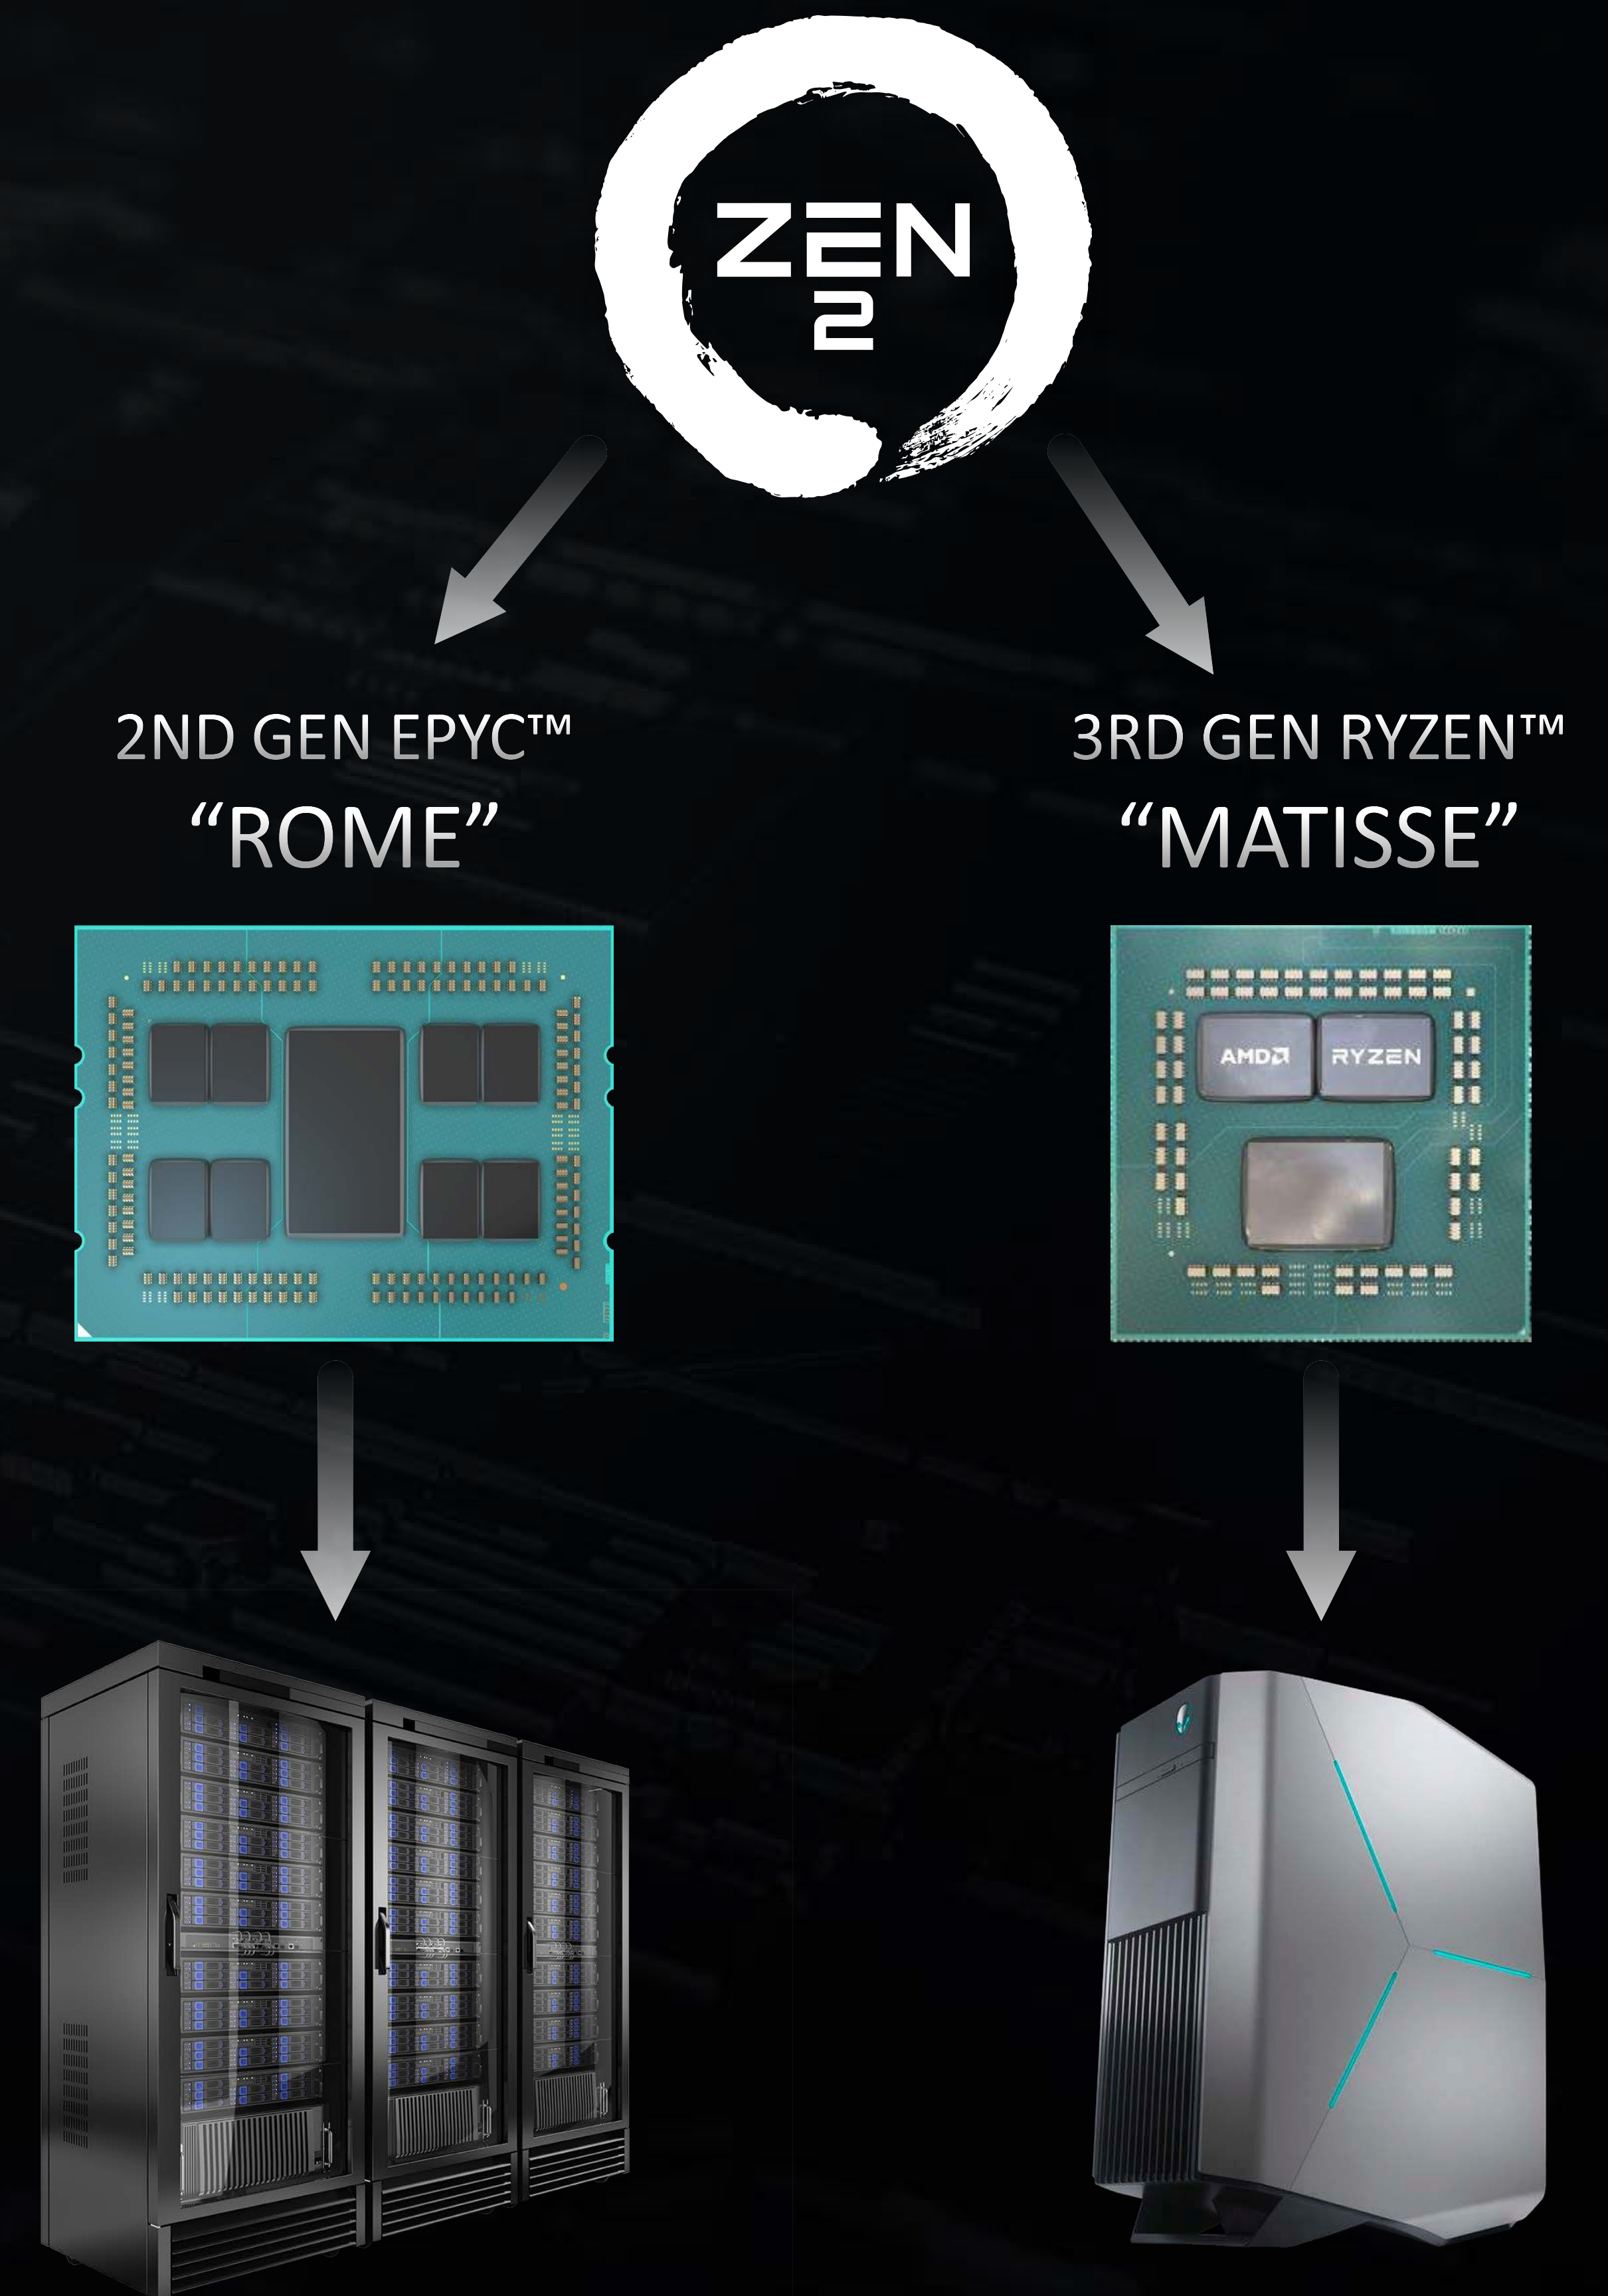 ZEN
2
2ND GEN EPYC™
“ROME”
3RD GEN RYZEN™
“MATISSE”
AMD RYZEN